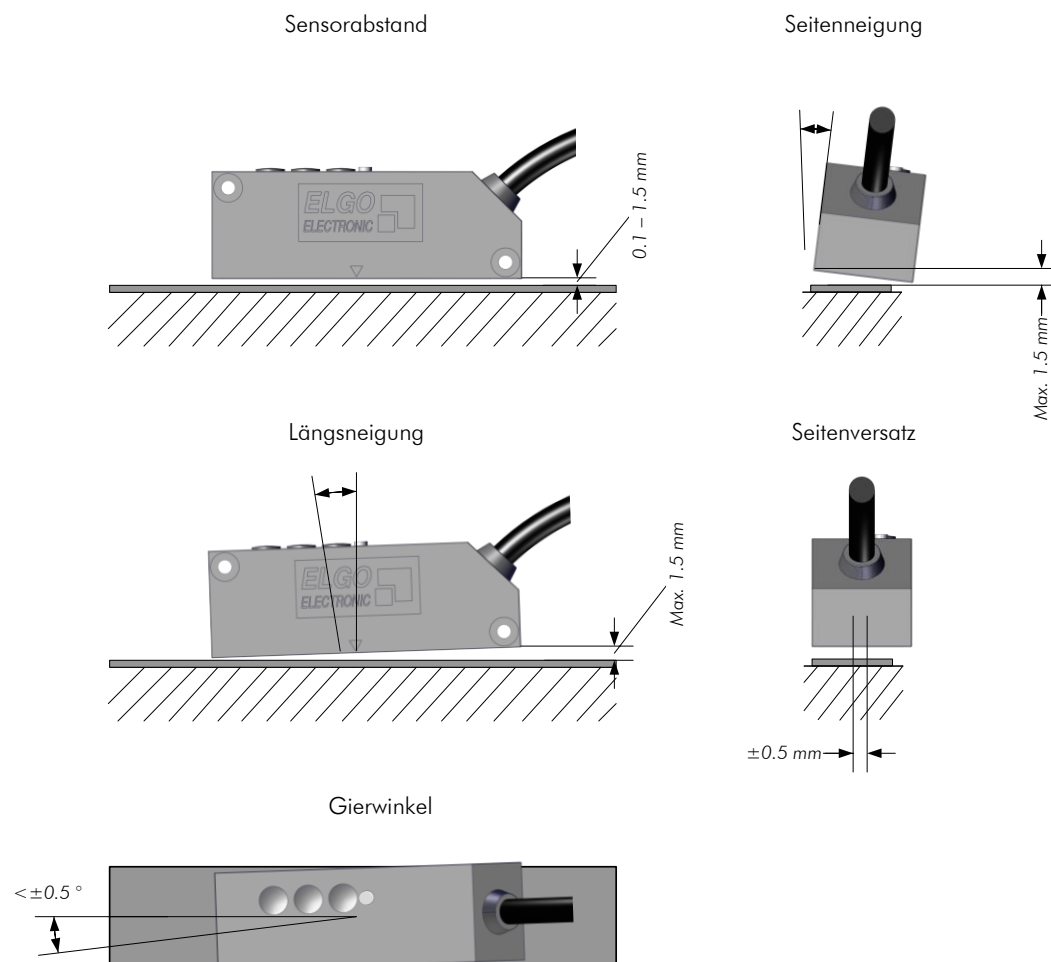 Sensorabstand
Seitenneigung
ELGO
ELECTRONIC
0.1 – 1.5 mm
Max. 1.5 mm
Längsneigung
Seitenversatz
ELGO
ELECTRONIC
Max. 1.5 mm
±0.5 mm
Gierwinkel
<±0.5 °